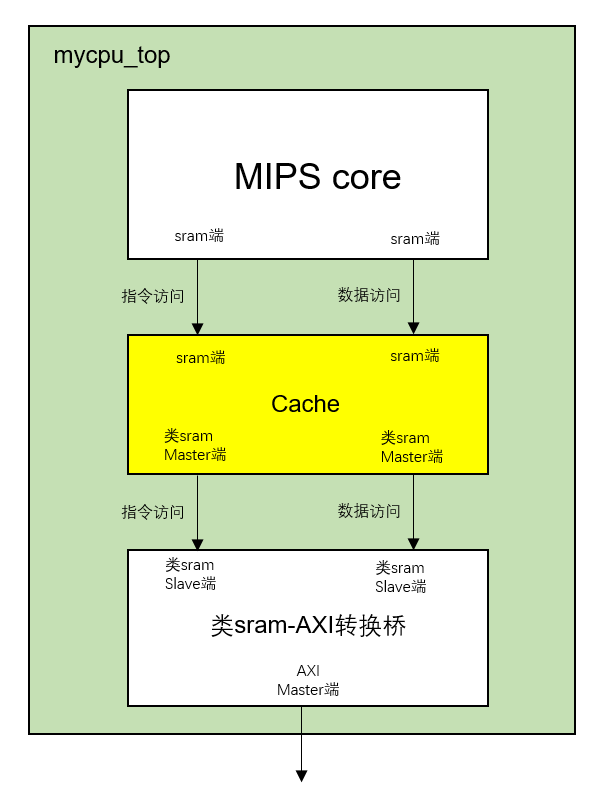 mycpu_top
MIPS core
sram端
sram端
指令访问
数据访问
sram端
sram端
Cache
类sram
Master端
类sram
Master端
指令访问
数据访问
类sram
Slave端
类sram
Slave端
类sram-AXI转换桥
AXI
Master端